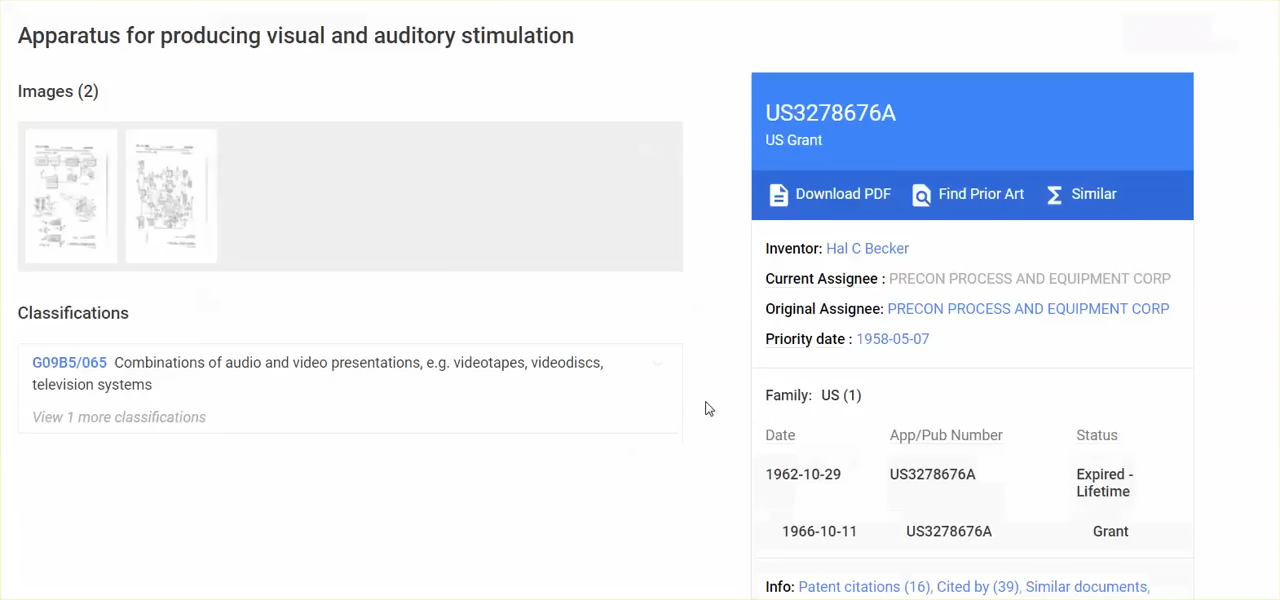 Apparatus for producing visual and auditory stimulation
Images (2)
Classifications
G09B5/065 Combinations of audio and video presentations, e.g. videotapes, videodiscs,
television systems
View 1 more classifications
US3278676A
US Grant
Download PDF Find Prior Art Similar
Inventor: Hal C Becker
Current Assignee : PRECON PROCESS AND EQUIPMENT CORP
Original Assignee: PRECON PROCESS AND EQUIPMENT CORP
Priority date : 1958-05-07
Family: US (1)
Date App/Pub Number Status
1962-10-29 US3278676A Expired -
Lifetime
1966-10-11 US3278676A Grant
Info: Patent citations (16), Cited by (39), Similar documents,